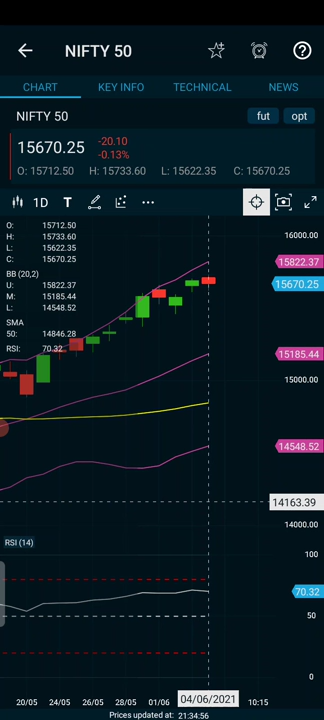 NIFTY 50
CHART KEY INFO TECHNICAL NEWS
NIFTY 50 fut opt
15670.25 -20.10
-0.13%
O: 15712.50 H: 15733.60 L: 15622.35 C: 15670.25
1D T
O: 15712.50
H: 15733.60
L: 15622.35
C: 15670.25
BB (20,2)
U: 15822.37
M: 15185.44
L: 14548.52
SMA
50: 14846.28
RSI: 70.32
16000.00
15822.37
15670.25
15185.44
15000.00
14548.52
14163.39
14000.00
RSI (14)
100
70.32
50
0
20/05 24/05 26/05 28/05 01/06 04/06/2021 10:15
Prices updated at: 21:34:56